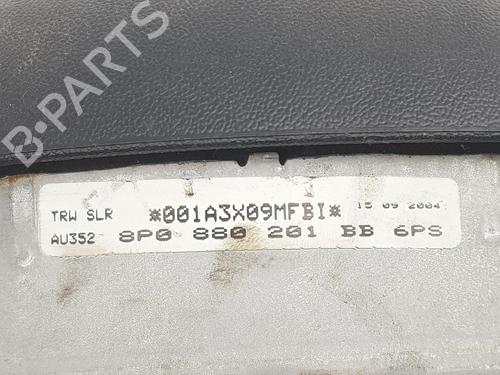 B-PARTS
TRW SLR *001A3X09MFBI* 15 09 2004
AU352 8P0 880 201 BB 6PS